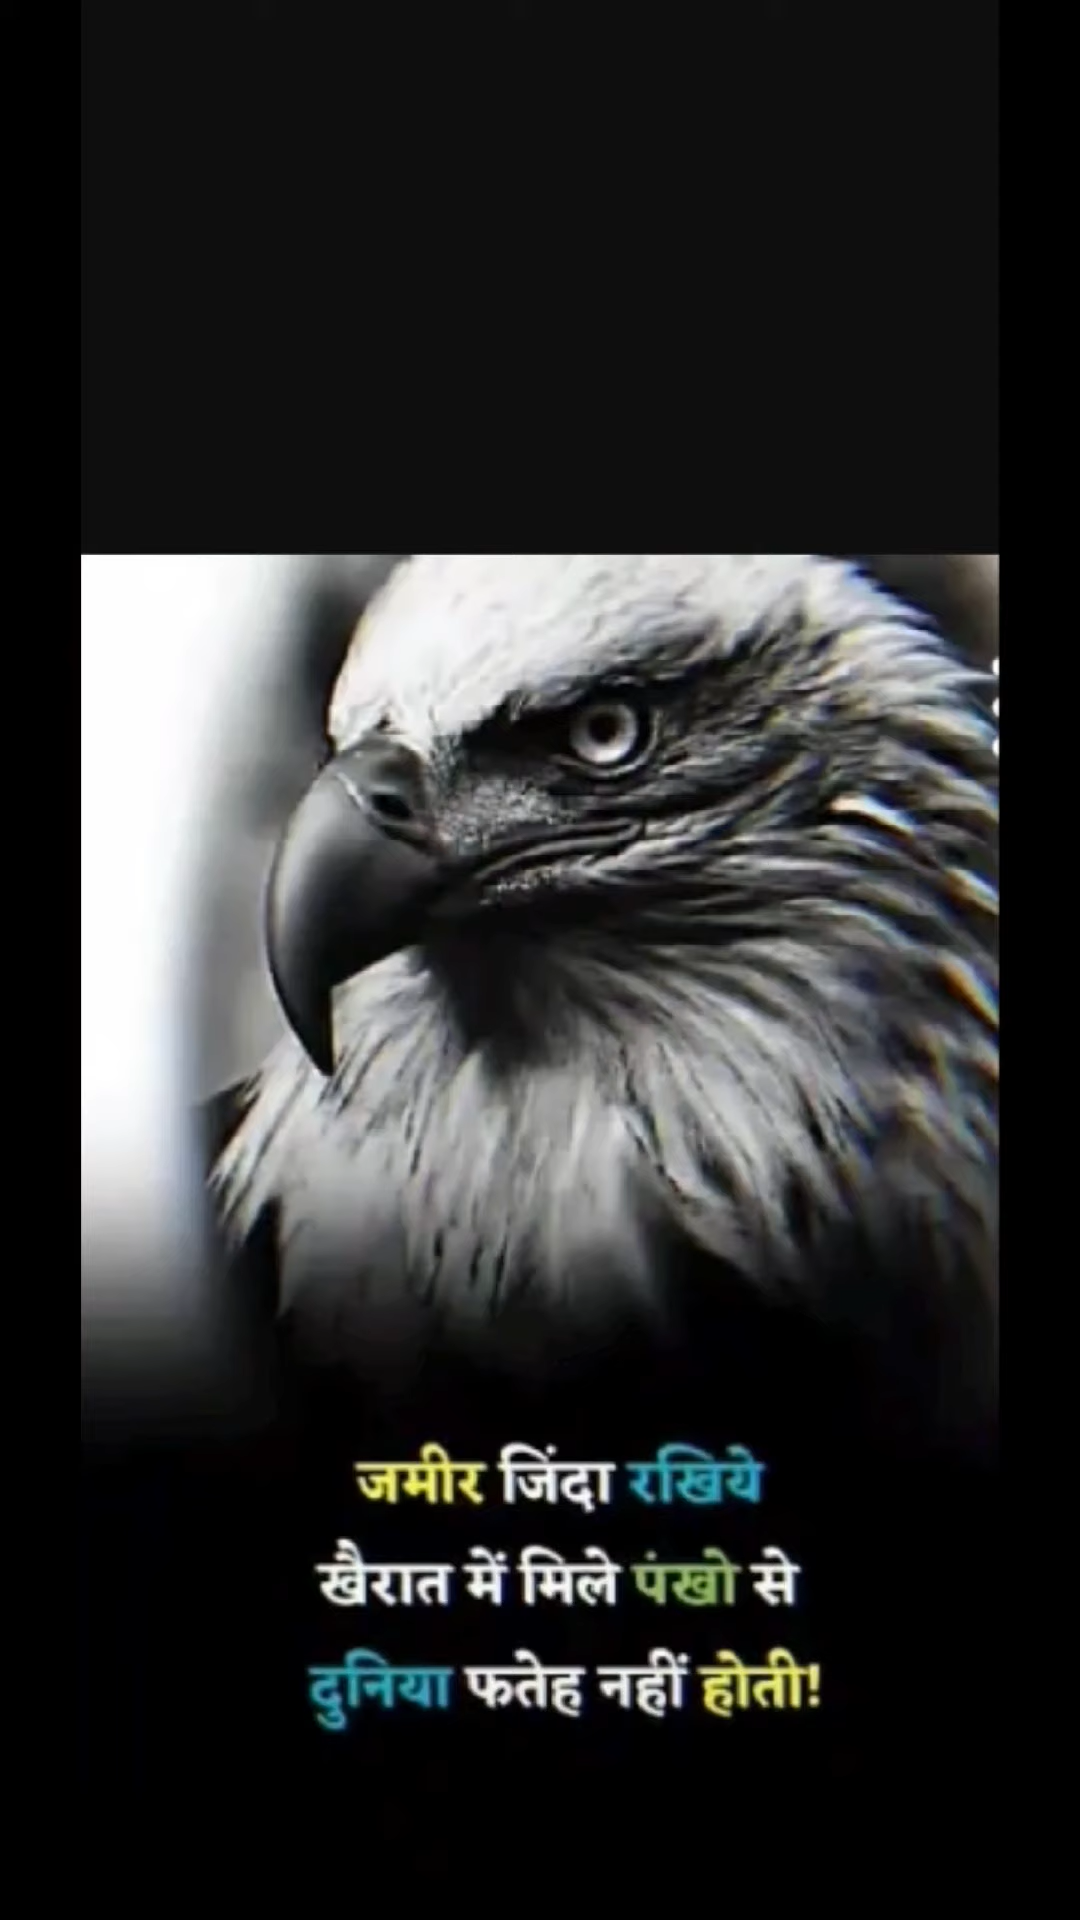 जमीर जिंदा रखिये
खैरात में मिले पंखो से
दुनिया फतेह नहीं होती!